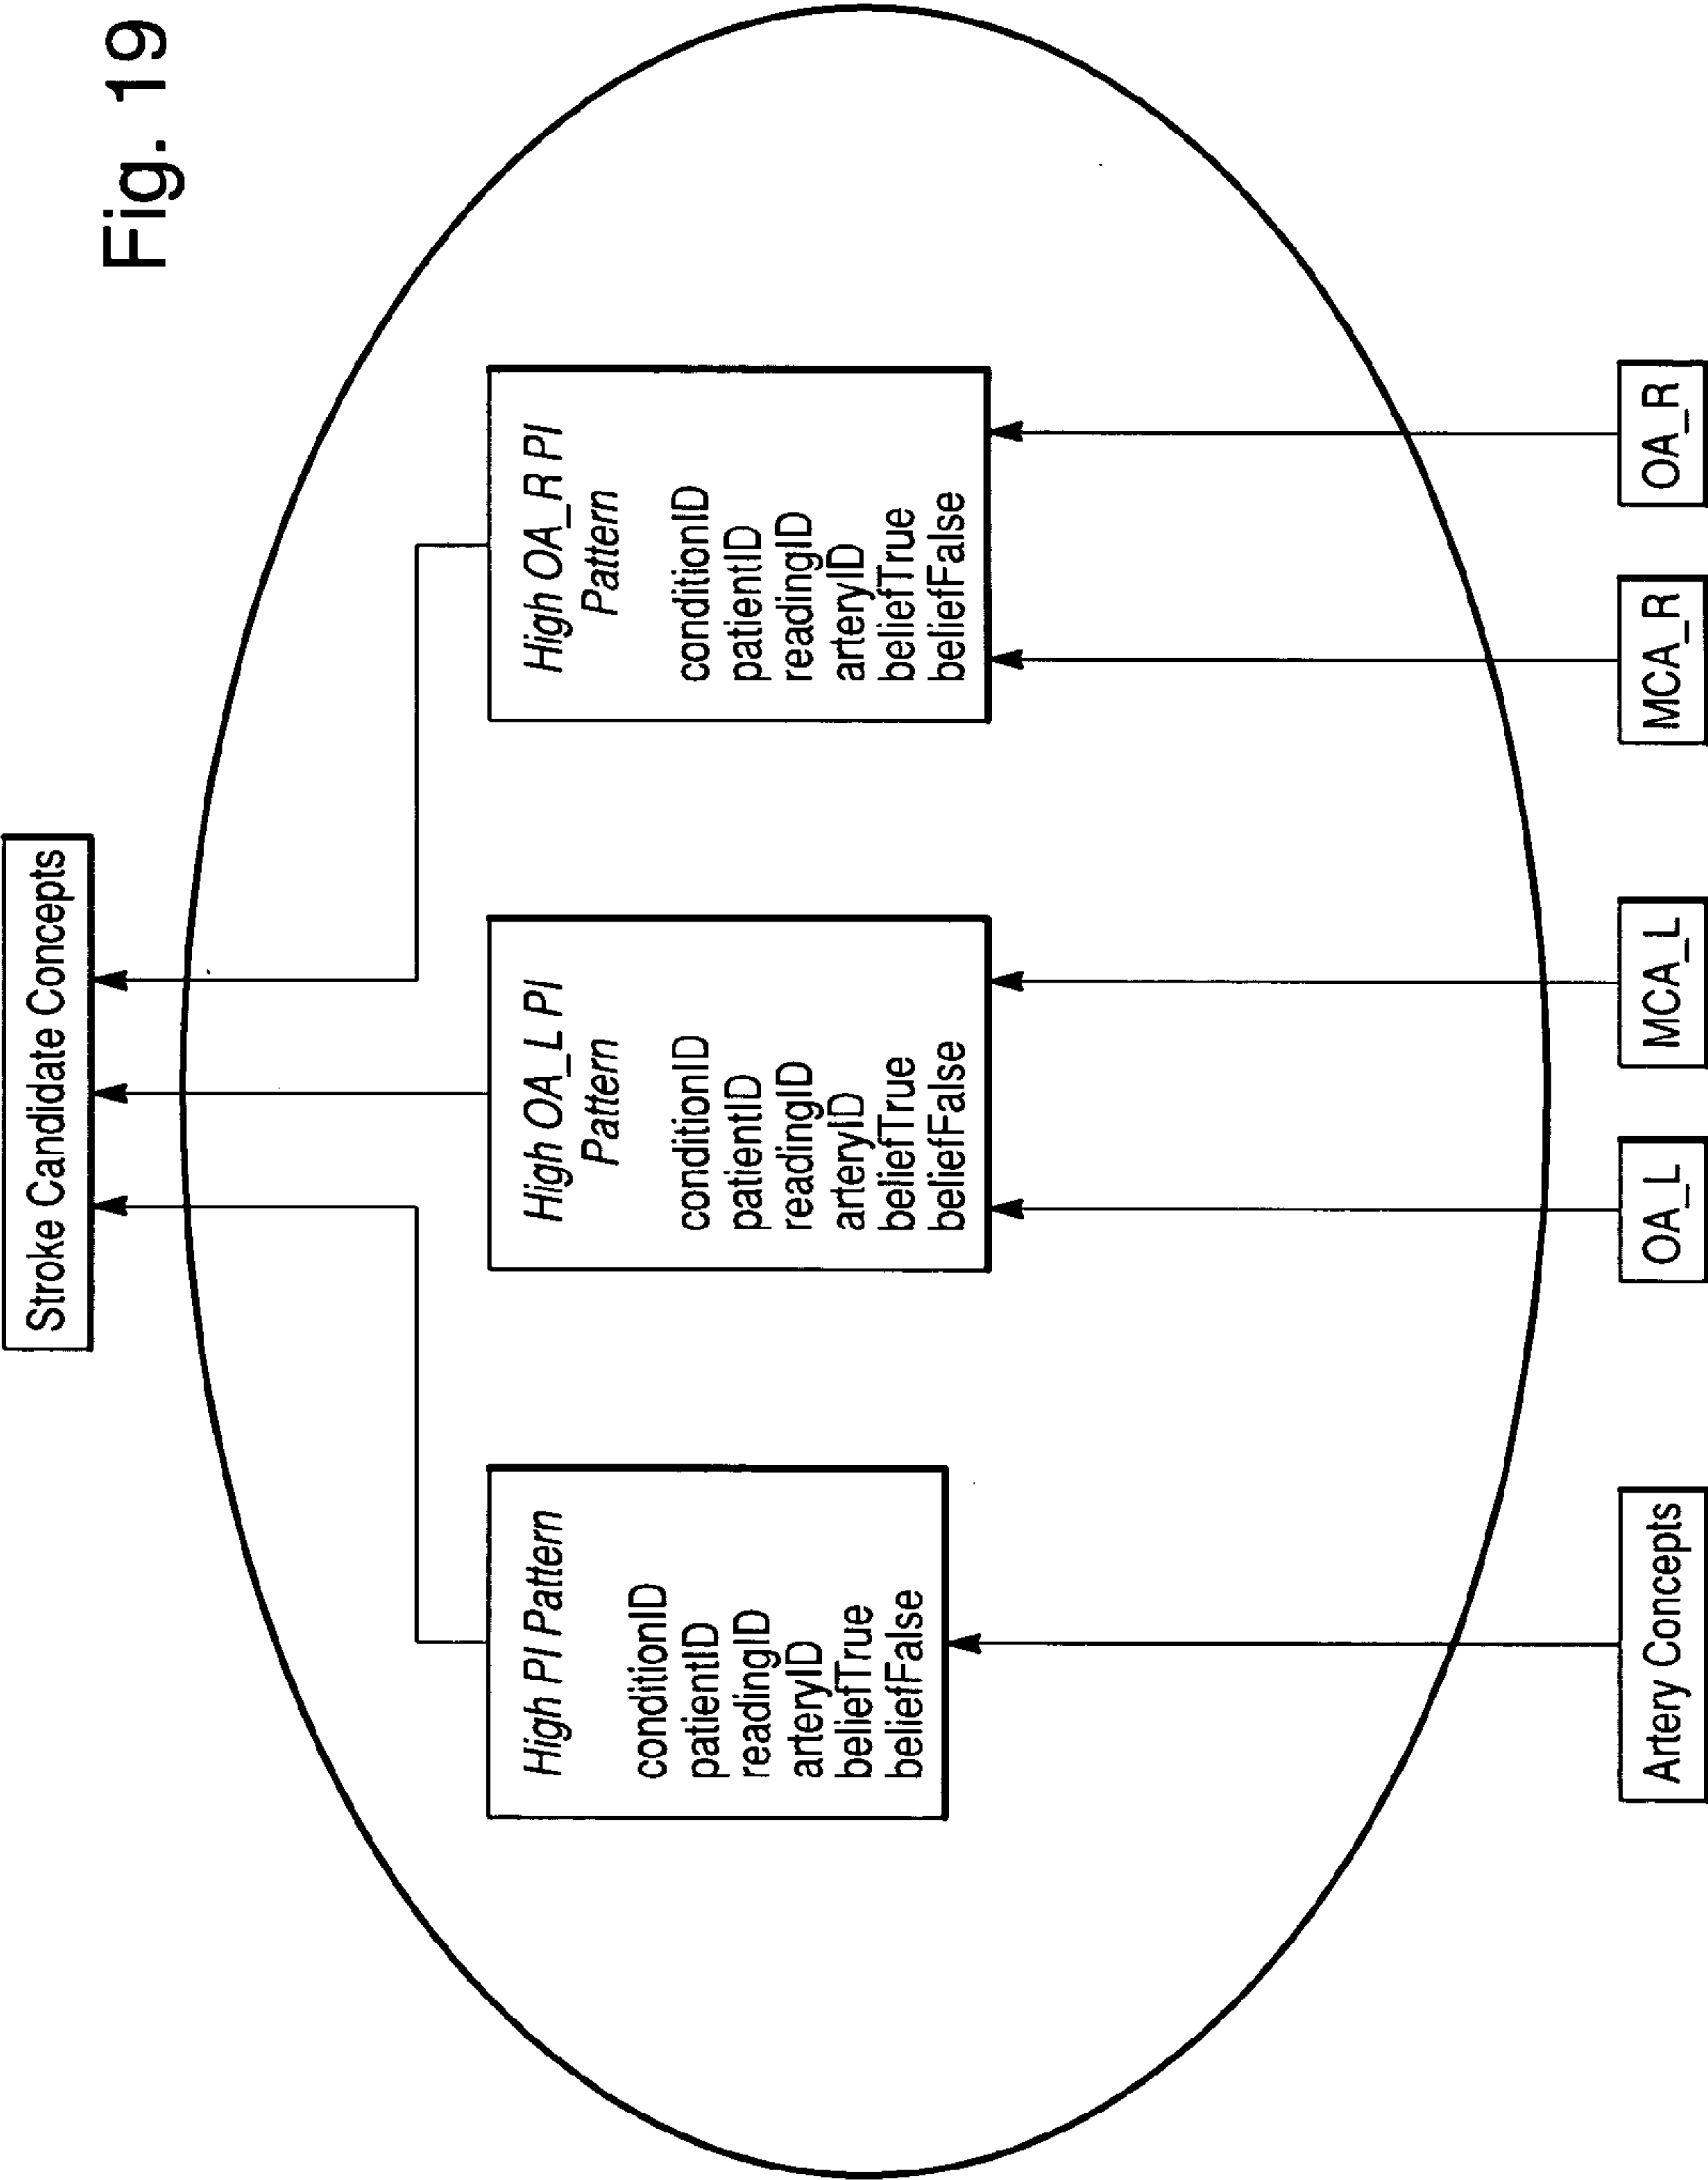 Fig. 19
Stroke Candidate Concepts
High PI Pattern
conditionID
patientID
readingID
arteryID
beliefTrue
beliefFalse
High OA_L PI
Pattern
conditionID
patientID
readingID
arteryID
beliefTrue
beliefFalse
High OA_R PI
Pattern
conditionID
patientID
readingID
arteryID
beliefTrue
beliefFalse
Artery Concepts
OA_L
MCA_L
MCA_R
OA_R